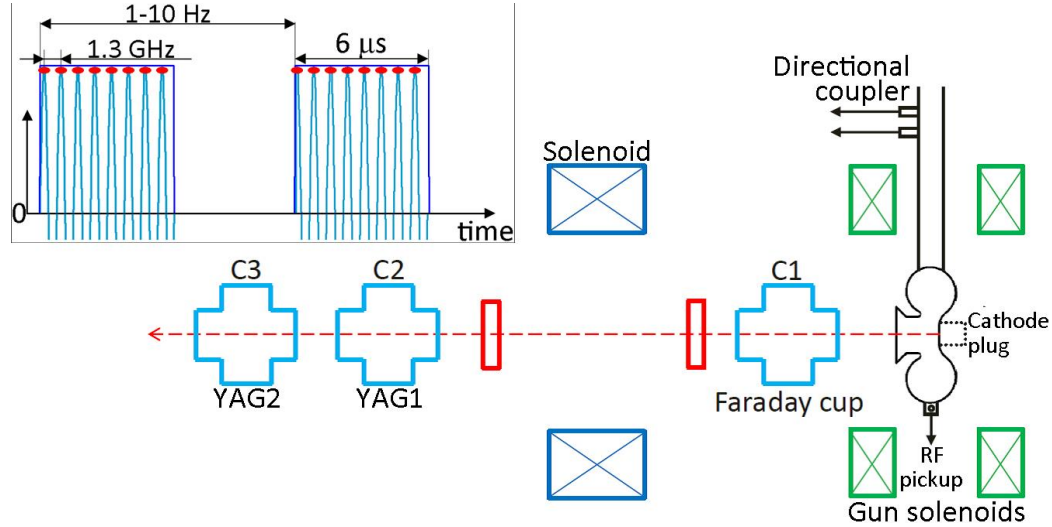 1-10 Hz
1.3 GHz
6 μs
0
time
Directional
coupler
Solenoid
C3
C2
C1
Cathode
plug
YAG2
YAG1
Faraday cup
RF
pickup
Gun solenoids